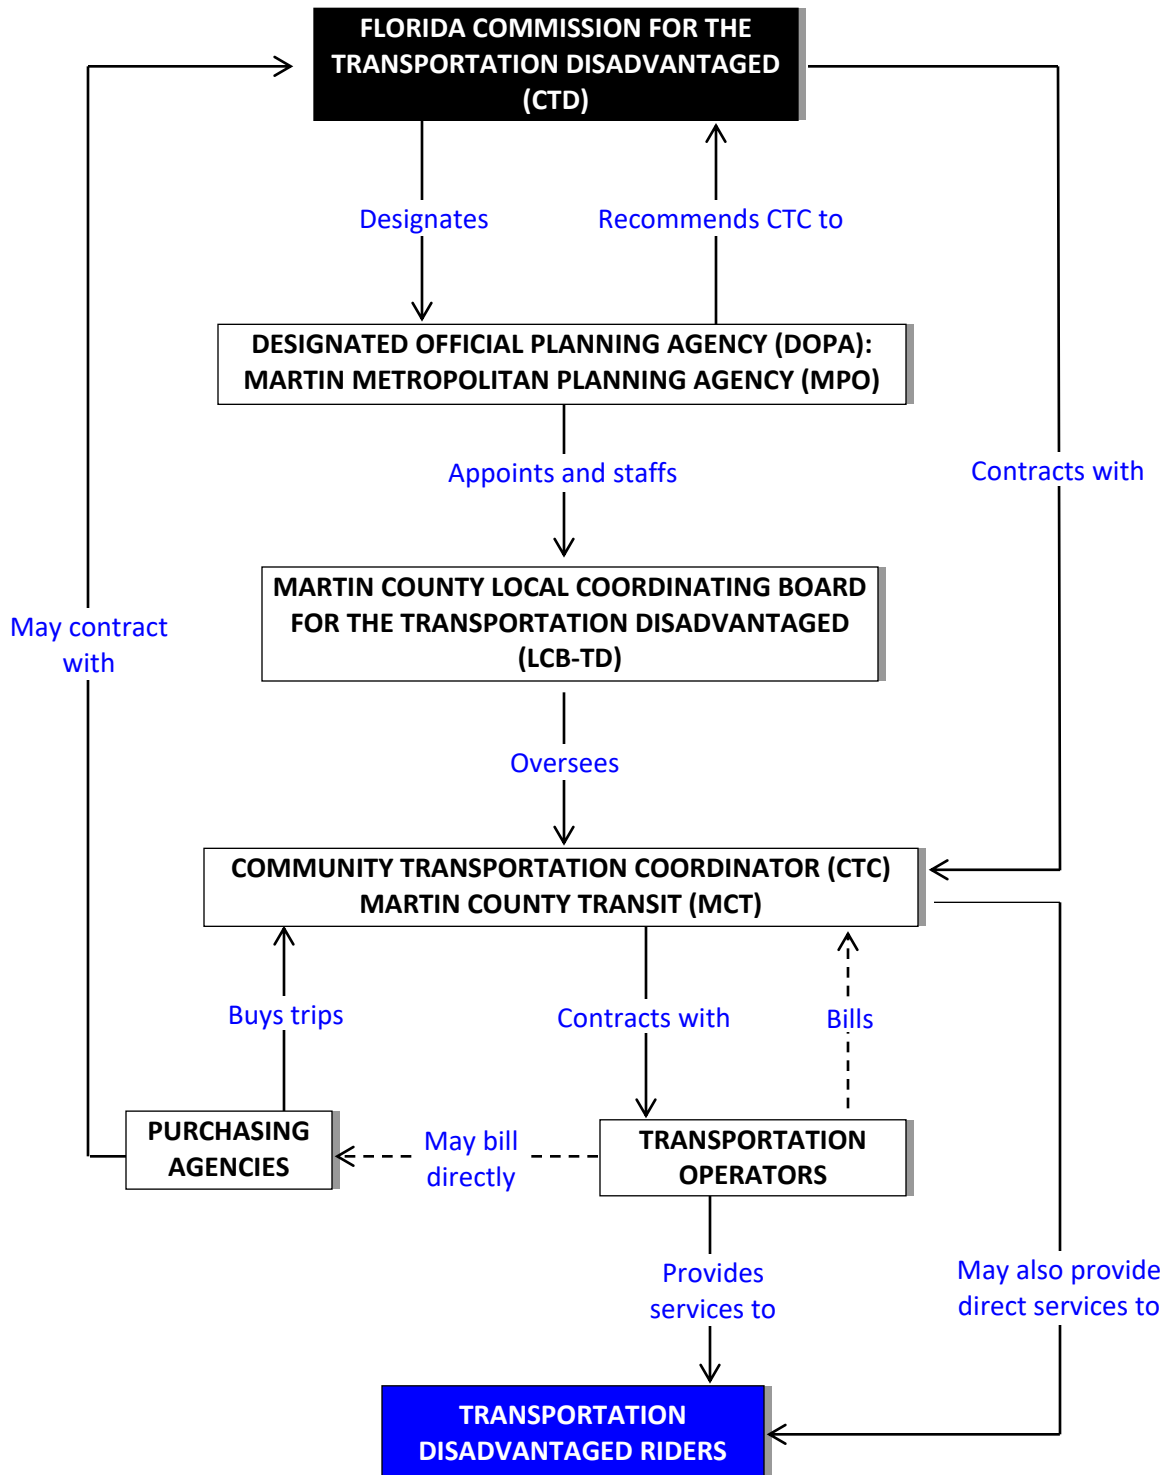 FLORIDA COMMISSION FOR THE
TRANSPORTATION DISADVANTAGED
(CTD)
Designates
Recommends CTC to
DESIGNATED OFFICIAL PLANNING AGENCY (DOPA):
MARTIN METROPOLITAN PLANNING AGENCY (MPO)
Appoints and staffs
Contracts with
MARTIN COUNTY LOCAL COORDINATING BOARD
FOR THE TRANSPORTATION DISADVANTAGED
(LCB-TD)
May contract
with
Oversees
COMMUNITY TRANSPORTATION COORDINATOR (CTC)
MARTIN COUNTY TRANSIT (MCT)
Buys trips
Contracts with
Bills
PURCHASING
AGENCIES
May bill
directly
TRANSPORTATION
OPERATORS
Provides
services to
May also provide
direct services to
TRANSPORTATION
DISADVANTAGED RIDERS